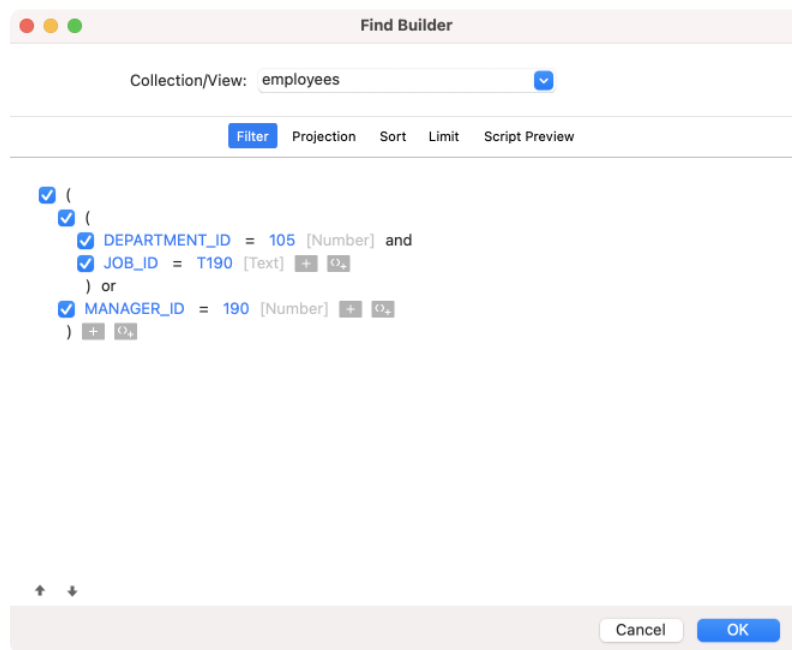 Find Builder
Collection/View: employees
Filter Projection Sort Limit Script Preview
(
(
DEPARTMENT_ID = 105 [Number] and
JOB_ID = T190 [Text] + ()+
) or
MANAGER_ID = 190 [Number] + ()+
) + ()+
Cancel OK